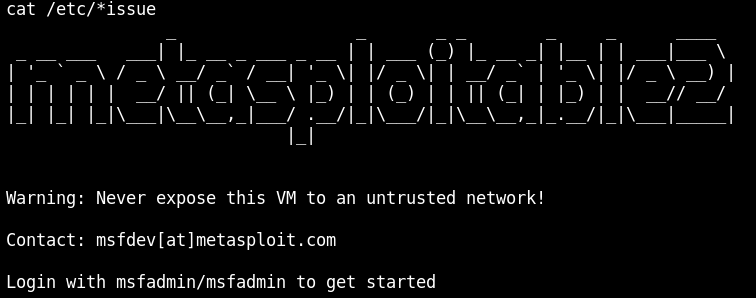 cat /etc/*issue
metasploitable2
Warning: Never expose this VM to an untrusted network!
Contact: msfdev[at]metasploit.com
Login with msfadmin/msfadmin to get started